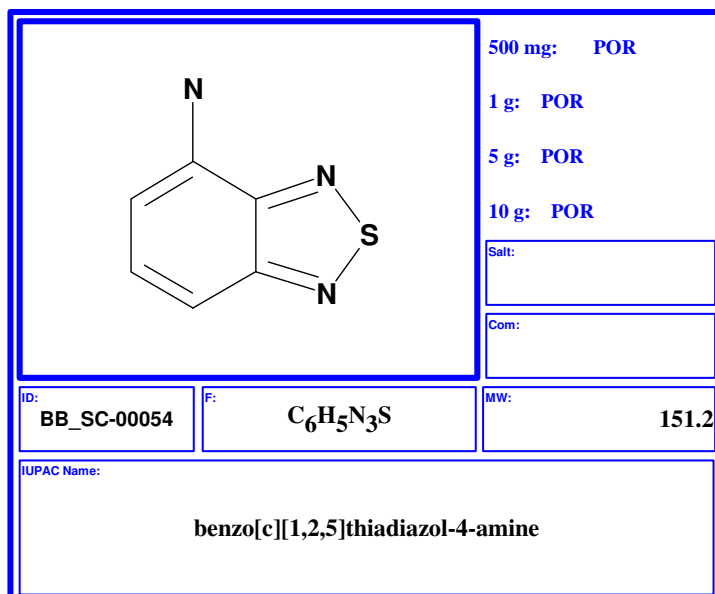 500 mg: POR
N
1 g: POR
5 g: POR
N
10 g: POR
S
Salt:
N
Com:
ID:
BB_SC-00054
F:
C6H5N3S
MW:
151.2
IUPAC Name:
benzo[c][1,2,5]thiadiazol-4-amine